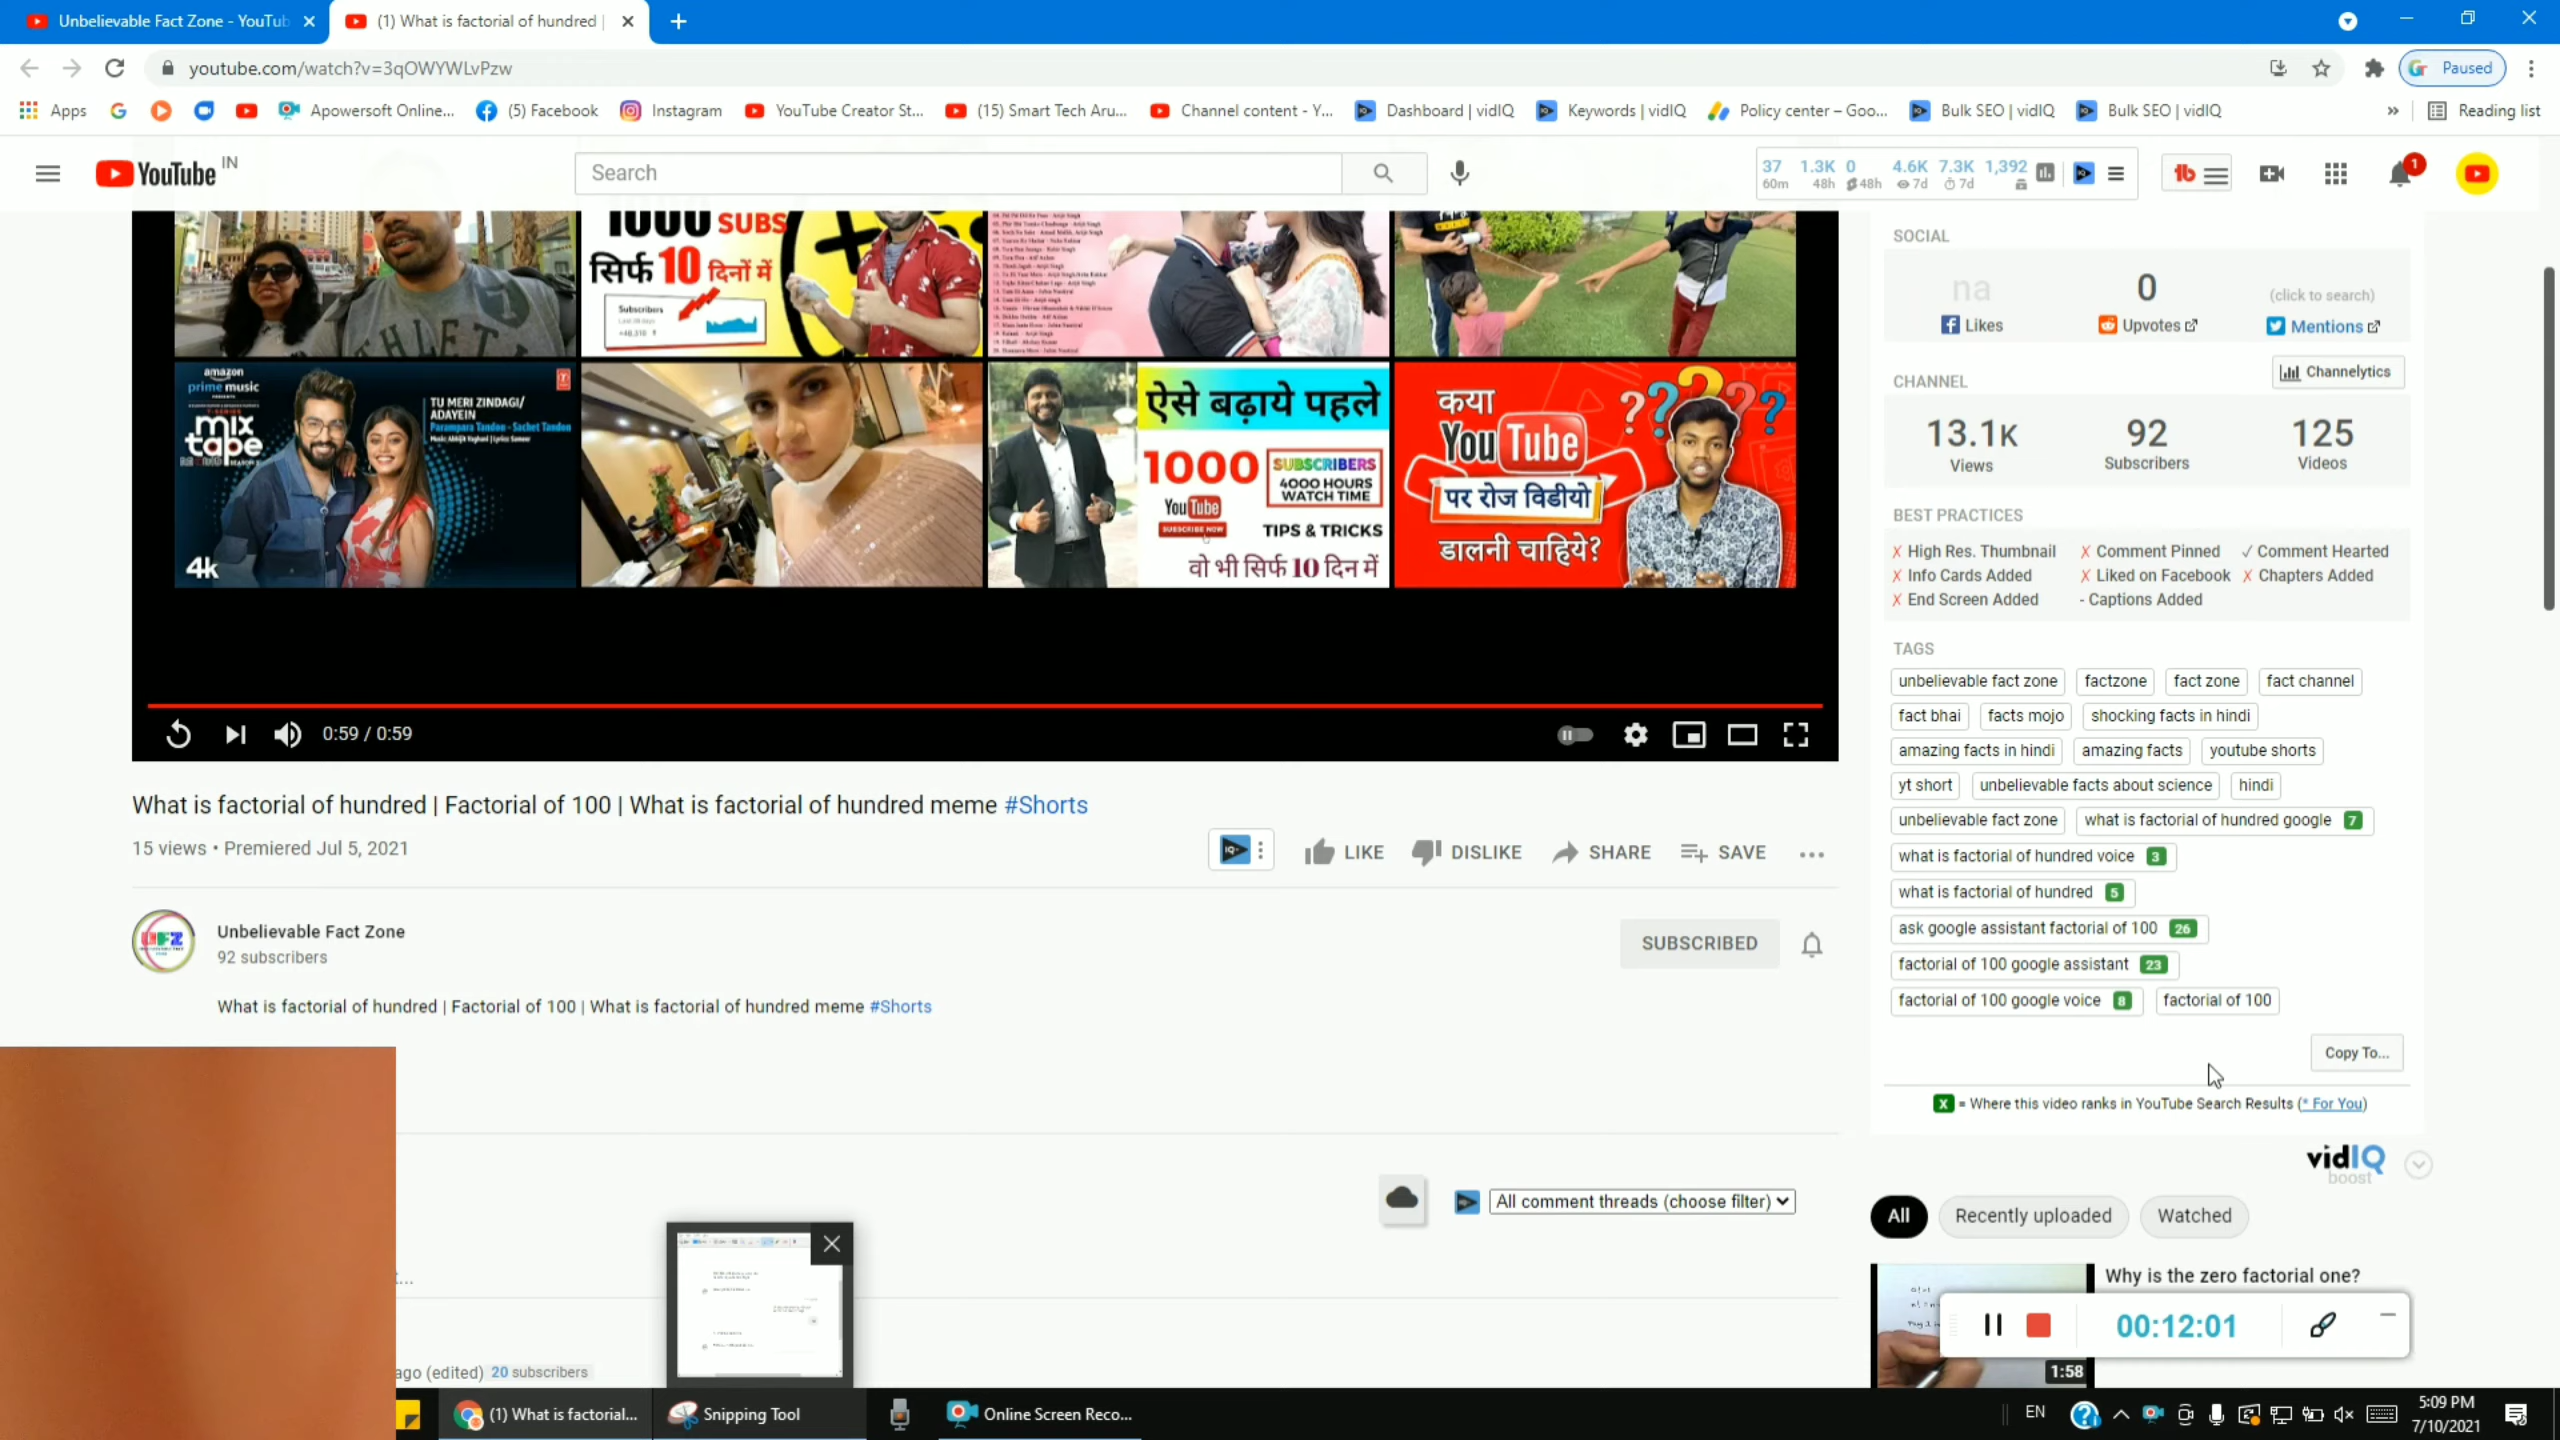 Unbelievable Fact Zone - YouTub
(1) What is factorial of hundred |
youtube.com/watch?v=3qOWYWLvPzw
Paused
Apps
Apowersoft Online...
(5) Facebook
Instagram
YouTube Creator St...
(15) Smart Tech Aru...
Channel content - Y...
Dashboard | vidIQ
Keywords | vidIQ
Policy center – Goo...
Bulk SEO | vidIQ
Bulk SEO | vidIQ
Reading list
YouTube IN
Search
37 1.3K 0 4.6K 7.3K 1,392
60m 48h 48h 7d 7d
1
1000 SUBS
सिर्फ 10 दिनों में
Subscribers
amazon
prime music
mix
tape
TU MERI ZINDAGI/
ADAYEIN
Parampara Tandon - Sachet Tandon
4k
ऐसे बढ़ाये पहले
1000
SUBSCRIBERS
4000 HOURS
WATCH TIME
YouTube
SUBSCRIBE NOW
TIPS & TRICKS
वो भी सिर्फ 10 दिन में
कया
YouTube
पर रोज विडीयो
डालनी चाहिये?
0:59 / 0:59
What is factorial of hundred | Factorial of 100 | What is factorial of hundred meme #Shorts
15 views • Premiered Jul 5, 2021
LIKE
DISLIKE
SHARE
SAVE
Unbelievable Fact Zone
92 subscribers
SUBSCRIBED
What is factorial of hundred | Factorial of 100 | What is factorial of hundred meme #Shorts
All comment threads (choose filter)
ago (edited) 20 subscribers
SOCIAL
na
Likes
0
Upvotes
(click to search)
Mentions
CHANNEL
Channelytics
13.1K
Views
92
Subscribers
125
Videos
BEST PRACTICES
X High Res. Thumbnail X Comment Pinned ✓ Comment Hearted
X Info Cards Added X Liked on Facebook X Chapters Added
X End Screen Added - Captions Added
TAGS
unbelievable fact zone factzone fact zone fact channel
fact bhai facts mojo shocking facts in hindi
amazing facts in hindi amazing facts youtube shorts
yt short unbelievable facts about science hindi
unbelievable fact zone what is factorial of hundred google 7
what is factorial of hundred voice 3
what is factorial of hundred 5
ask google assistant factorial of 100 26
factorial of 100 google assistant 23
factorial of 100 google voice 8 factorial of 100
Copy To...
X = Where this video ranks in YouTube Search Results (* For You)
vidIQ
boost
All
Recently uploaded
Watched
Why is the zero factorial one?
1:58
00:12:01
(1) What is factorial...
Snipping Tool
Online Screen Reco...
EN
5:09 PM
7/10/2021